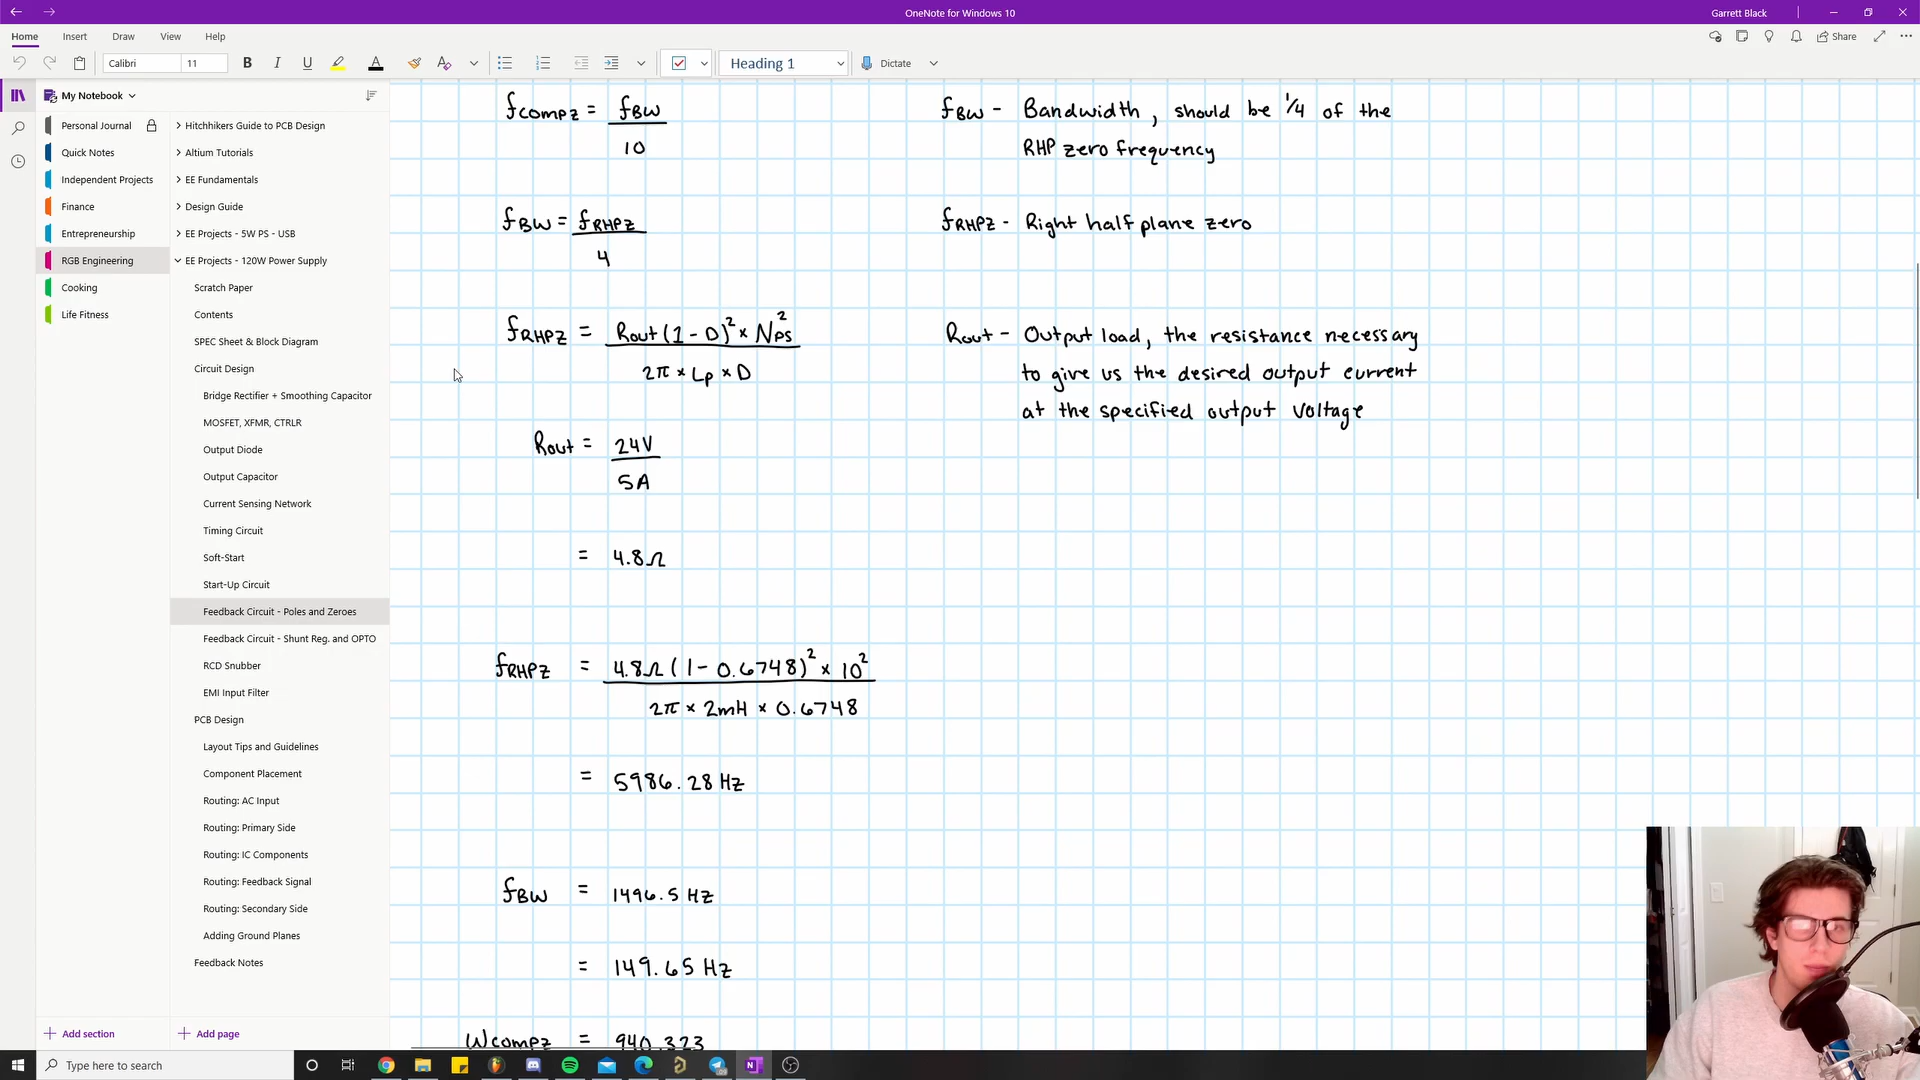 OneNote for Windows 10
Garrett Black
Home
Insert
Draw
View
Help
Share
Calibri
11
B
I
U
A
Heading 1
Dictate
My Notebook
Personal Journal
Quick Notes
Independent Projects
Finance
Entrepreneurship
RGB Engineering
Cooking
Life Fitness
Add section
Hitchhikers Guide to PCB Design
Altium Tutorials
EE Fundamentals
Design Guide
EE Projects - 5W PS - USB
EE Projects - 120W Power Supply
Scratch Paper
Contents
SPEC Sheet & Block Diagram
Circuit Design
Bridge Rectifier + Smoothing Capacitor
MOSFET, XFMR, CTRLR
Output Diode
Output Capacitor
Current Sensing Network
Timing Circuit
Soft-Start
Start-Up Circuit
Feedback Circuit - Poles and Zeroes
Feedback Circuit - Shunt Reg. and OPTO
RCD Snubber
EMI Input Filter
PCB Design
Layout Tips and Guidelines
Component Placement
Routing: AC Input
Routing: Primary Side
Routing: IC Components
Routing: Feedback Signal
Routing: Secondary Side
Adding Ground Planes
Feedback Notes
Add page
fCOMPZ = fBW
10
fBW - Bandwidth, should be 1/4 of the
RHP zero frequency
fBW = fRHPZ
4
fRHPZ - Right half plane zero
fRHPZ = Rout (1 - D)² × NPS²
2π × Lp × D
Rout - Output load, the resistance necessary
to give us the desired output current
at the specified output voltage
Rout = 24V
5A
= 4.8Ω
fRHPZ = 4.8Ω (1 - 0.6748)² × 10²
2π × 2mH × 0.6748
= 5986.28 Hz
fBW = 1496.5 Hz
= 149.65 Hz
Wcompz = 940.323
Type here to search